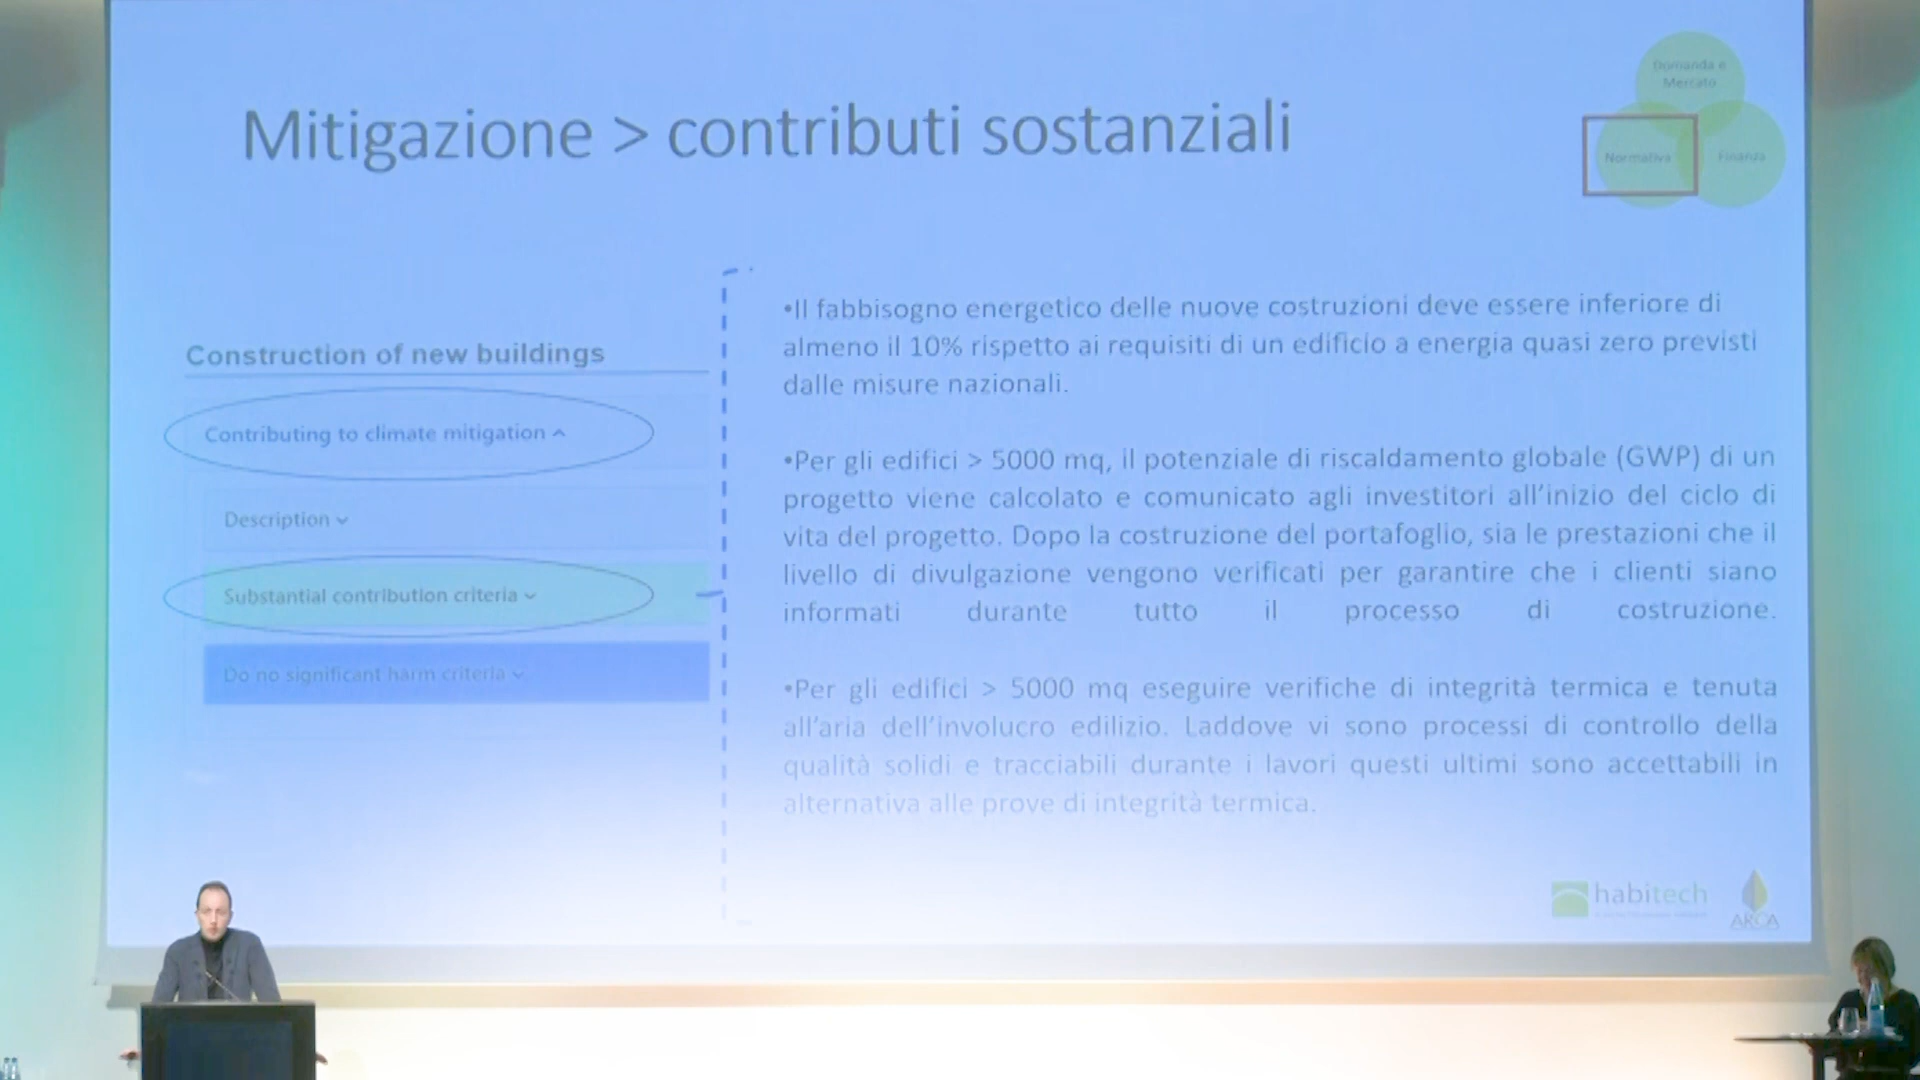 Domanda e
Mercato
Mitigazione > contributi sostanziali
Normativa
Finanza
Construction of new buildings
Contributing to climate mitigation
Description
Substantial contribution criteria
Do no significant harm criteria
•Il fabbisogno energetico delle nuove costruzioni deve essere inferiore di
almeno il 10% rispetto ai requisiti di un edificio a energia quasi zero previsti
dalle misure nazionali.
•Per gli edifici > 5000 mq, il potenziale di riscaldamento globale (GWP) di un
progetto viene calcolato e comunicato agli investitori all'inizio del ciclo di
vita del progetto. Dopo la costruzione del portafoglio, sia le prestazioni che il
livello di divulgazione vengono verificati per garantire che i clienti siano
informati durante tutto il processo di costruzione.
•Per gli edifici > 5000 mq eseguire verifiche di integrità termica e tenuta
all'aria dell'involucro edilizio. Laddove vi sono processi di controllo della
qualità solidi e tracciabili durante i lavori questi ultimi sono accettabili in
alternativa alle prove di integrità termica.
habitech
ARCA